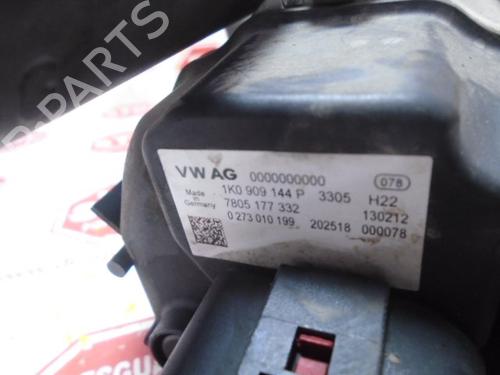 VW AG 0000000000 078
Made in Germany
1K0 909 144 P 3305 H22
7805 177 332 130212
0 273 010 199 202518 000078
B-PARTS